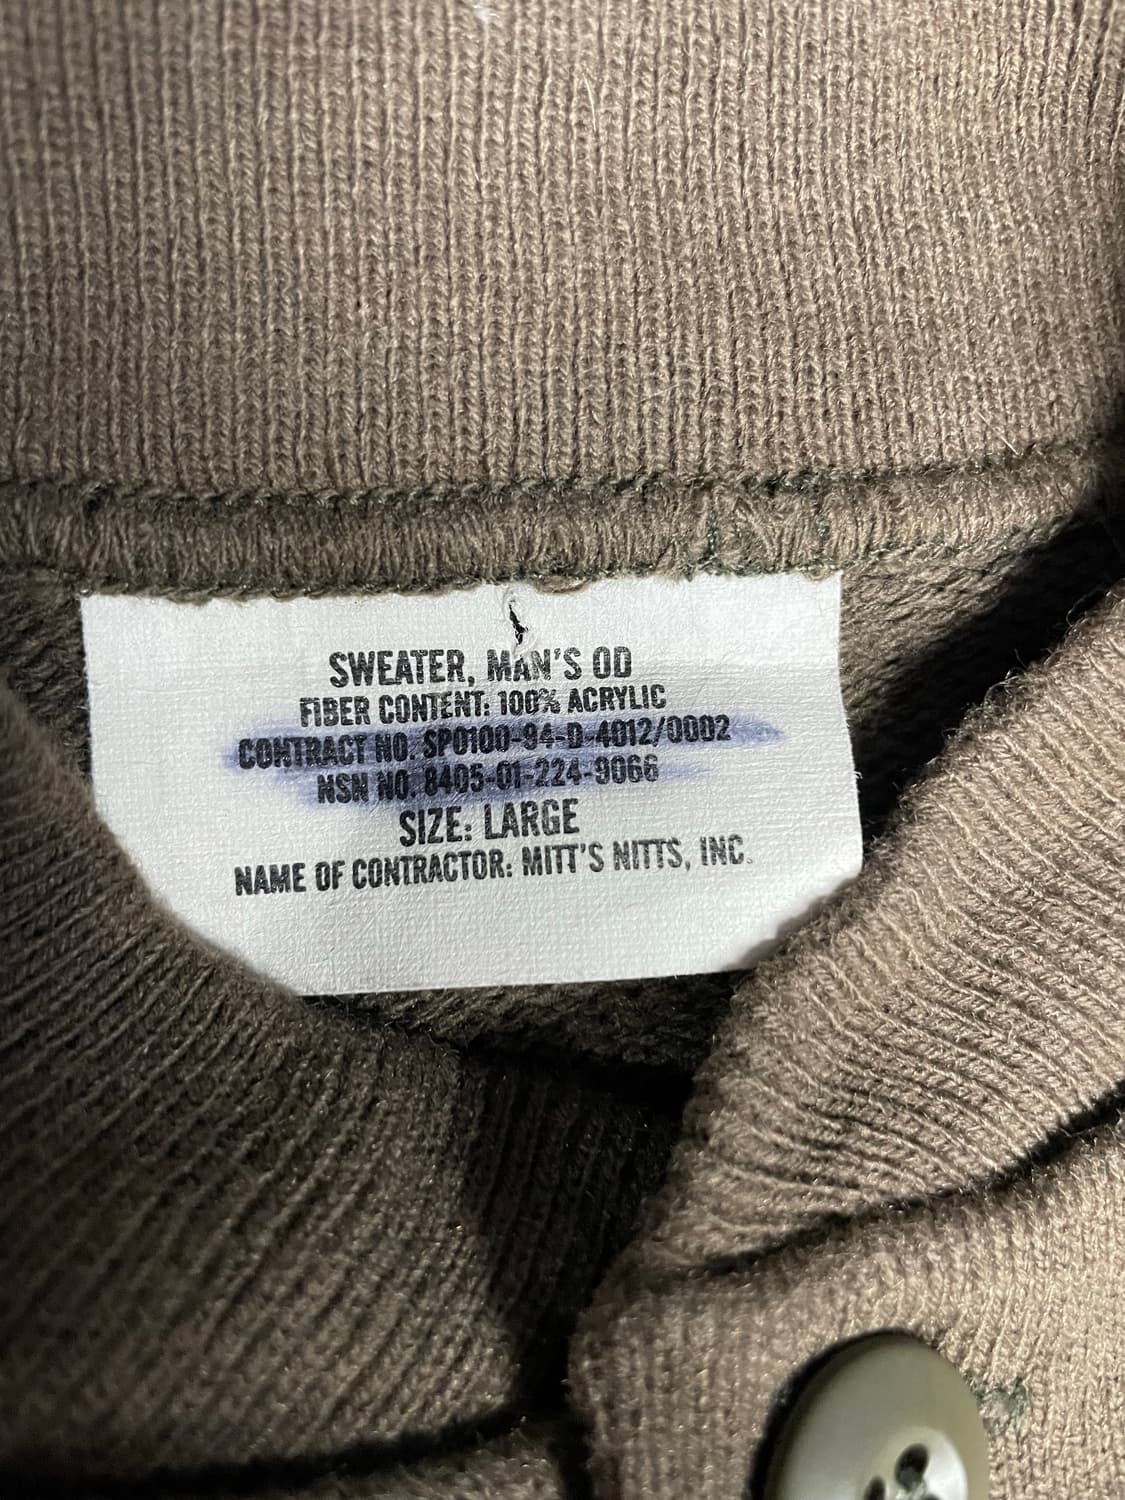 SWEATER, MAN'S OD
FIBER CONTENT: 100% ACRYLIC
CONTRACT NO. SPO100-94-D-4012/0002
NSN NO. 8405-01-224-9066
SIZE: LARGE
NAME OF CONTRACTOR: MITT'S NITTS, INC.